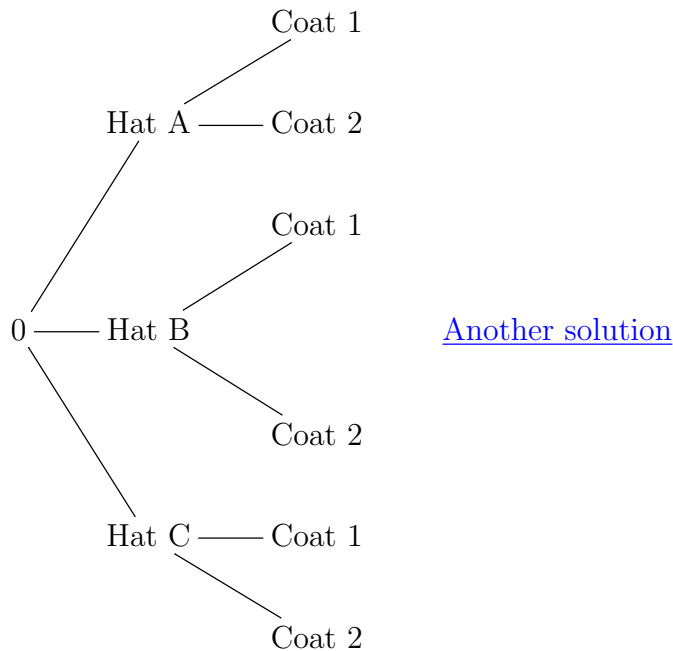 Coat 1
Hat A Coat 2
Coat 1
0 Hat B Another solution
Coat 2
Hat C Coat 1
Coat 2